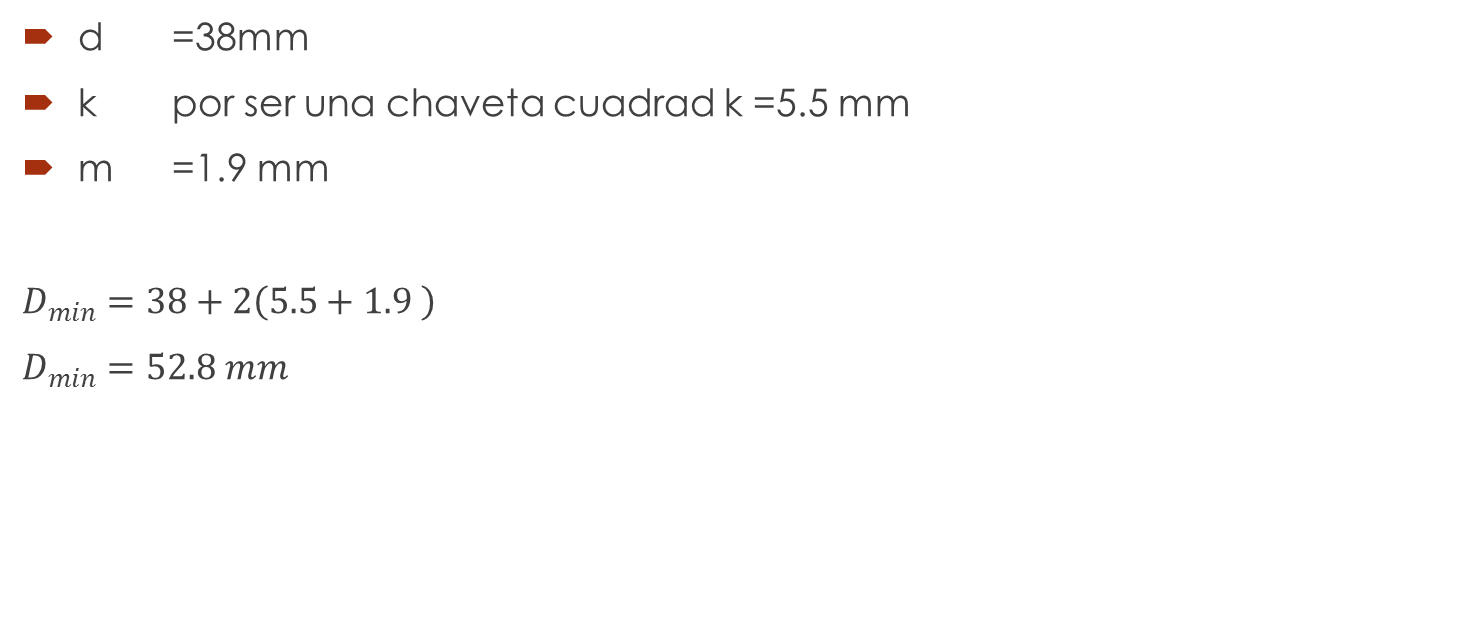 d =38mm
k por ser una chaveta cuadrad k =5.5 mm
m =1.9 mm
D_min = 38 + 2(5.5 + 1.9 )
D_min = 52.8 mm